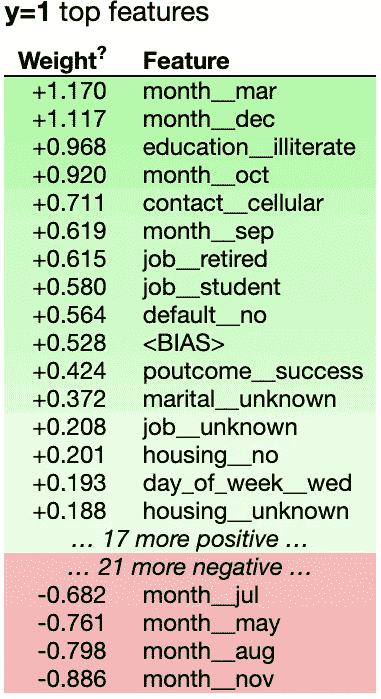 y=1 top features
Weight? Feature
+1.170 month__mar
+1.117 month__dec
+0.968 education__illiterate
+0.920 month__oct
+0.711 contact__cellular
+0.619 month__sep
+0.615 job__retired
+0.580 job__student
+0.564 default__no
+0.528 <BIAS>
+0.424 poutcome__success
+0.372 marital__unknown
+0.208 job__unknown
+0.201 housing__no
+0.193 day_of_week__wed
+0.188 housing__unknown
… 17 more positive …
… 21 more negative …
-0.682 month__jul
-0.761 month__may
-0.798 month__aug
-0.886 month__nov